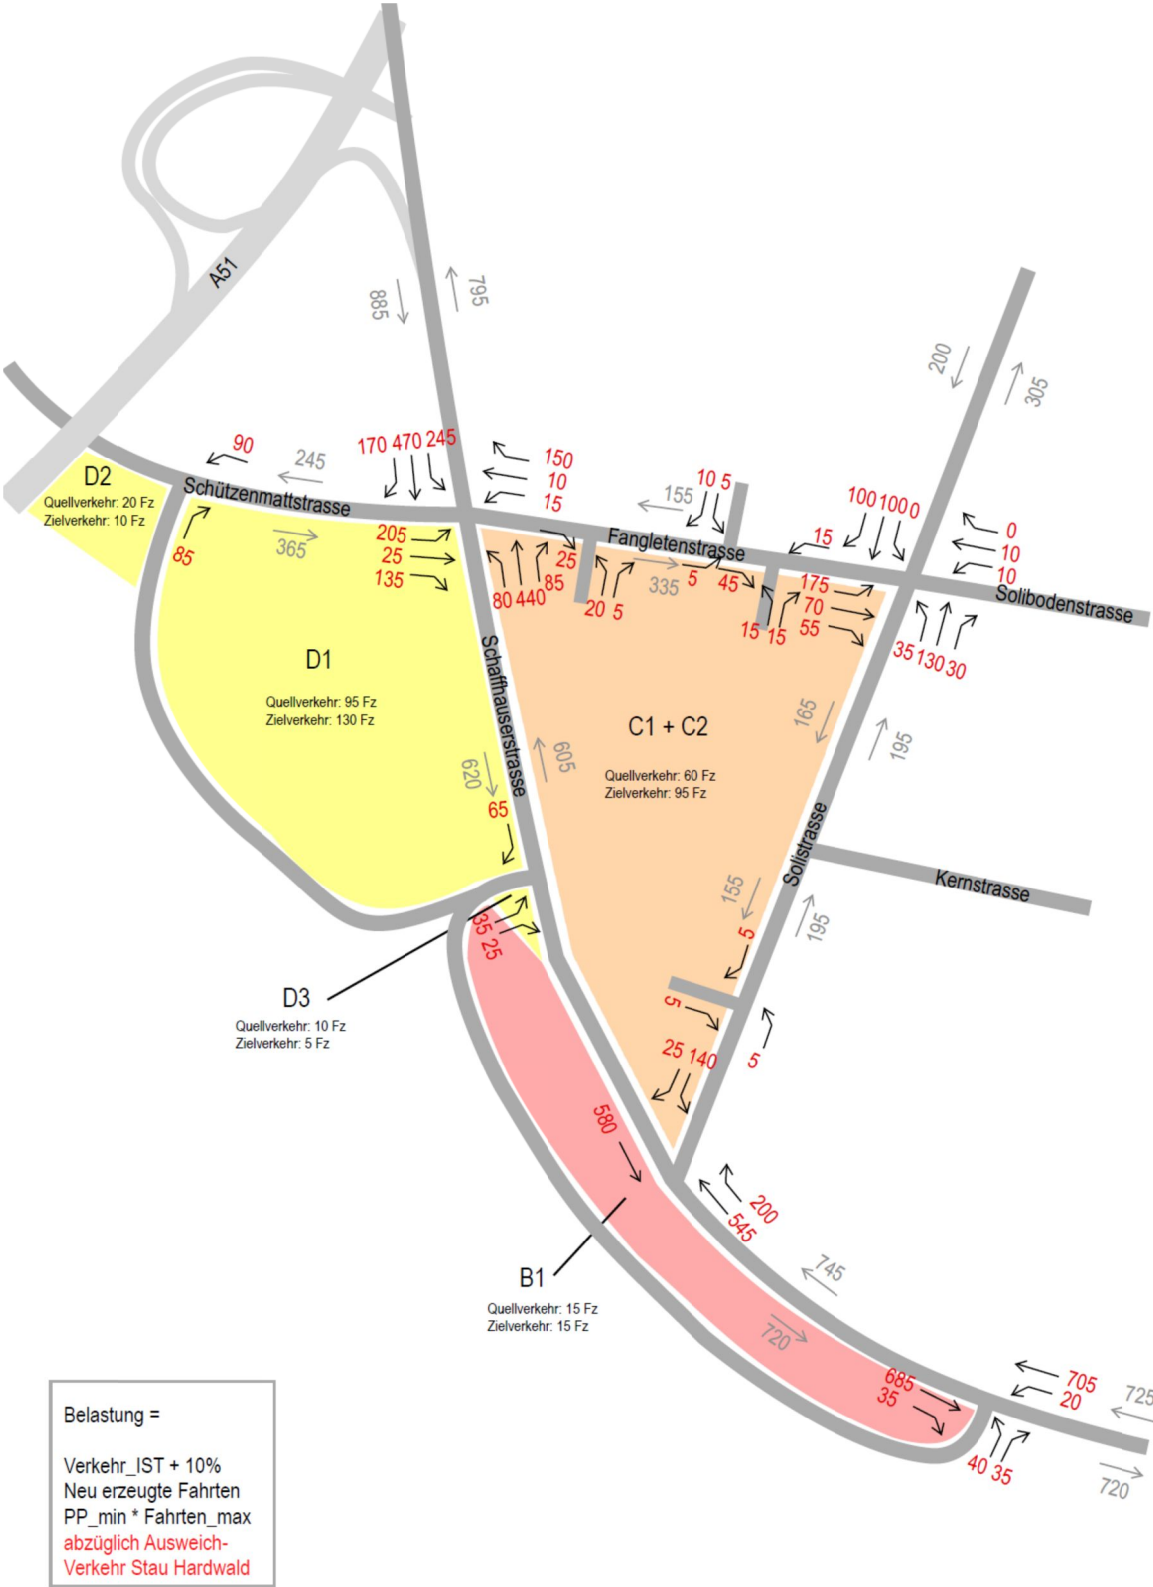 A51
885
795
200
305
90
245
170 470 245
150
10
15
155
10 5
15
100 100 0
0
10
10
D2
Quellverkehr: 20 Fz
Zielverkehr: 10 Fz
Schützenmattstrasse
365
205
25
135
85
Fangletenstrasse
25
335
5
45
175
70
55
Solibodenstrasse
80 440 85
20 5
15 15
35 130 30
D1
Quellverkehr: 95 Fz
Zielverkehr: 130 Fz
Schaffhauserstrasse
C1 + C2
Quellverkehr: 60 Fz
Zielverkehr: 95 Fz
165
195
620
605
65
Solistrasse
Kernstrasse
155
195
35 25
5
D3
Quellverkehr: 10 Fz
Zielverkehr: 5 Fz
5
5
25 140
580
200
545
B1
Quellverkehr: 15 Fz
Zielverkehr: 15 Fz
745
720
685
35
705
20
725
40 35
720
Belastung =
Verkehr_IST + 10%
Neu erzeugte Fahrten
PP_min * Fahrten_max
abzüglich Ausweich-
Verkehr Stau Hardwald